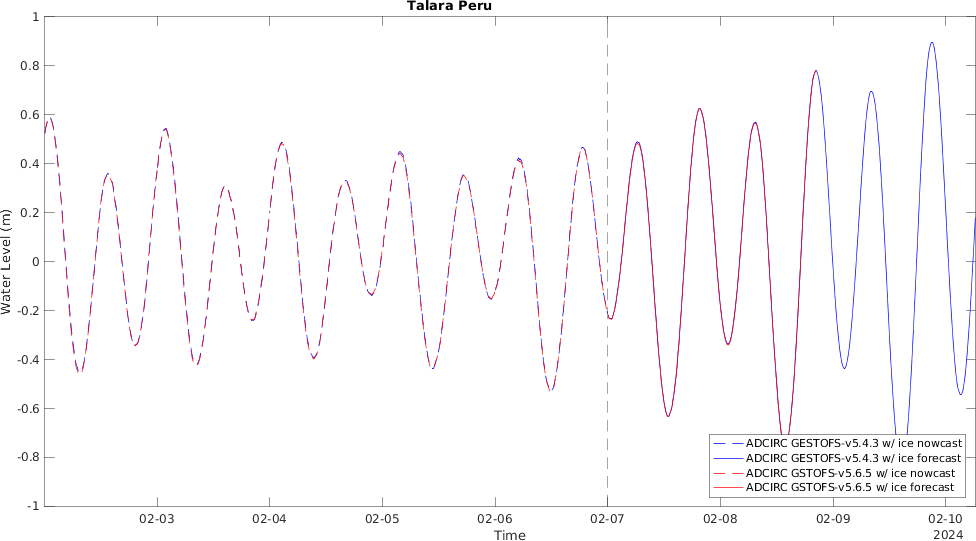 Talara Peru
1
0.8
0.6
0.4
0.2
0
-0.2
-0.4
-0.6
-0.8
-1
Water Level (m)
02-03
02-04
02-05
02-06
02-07
02-08
02-09
02-10
Time
2024
ADCIRC GESTOFS-v5.4.3 w/ ice nowcast
ADCIRC GESTOFS-v5.4.3 w/ ice forecast
ADCIRC GSTOFS-v5.6.5 w/ ice nowcast
ADCIRC GSTOFS-v5.6.5 w/ ice forecast